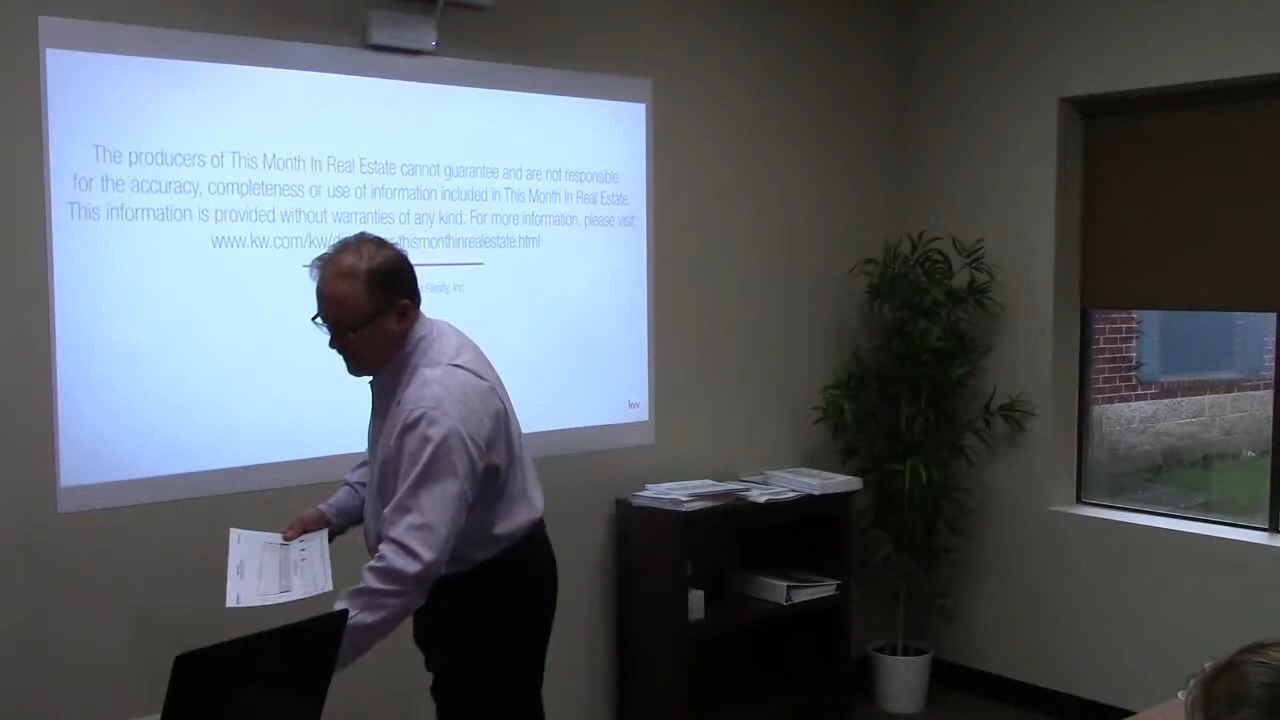 The producers of This Month In Real Estate cannot guarantee and are not responsible
for the accuracy, completeness or use of information included in This Month In Real Estate.
This information is provided without warranties of any kind. For more information, please visit
www.kw.com/kw/ thismonthinrealestate.html
Realty, Inc
kw